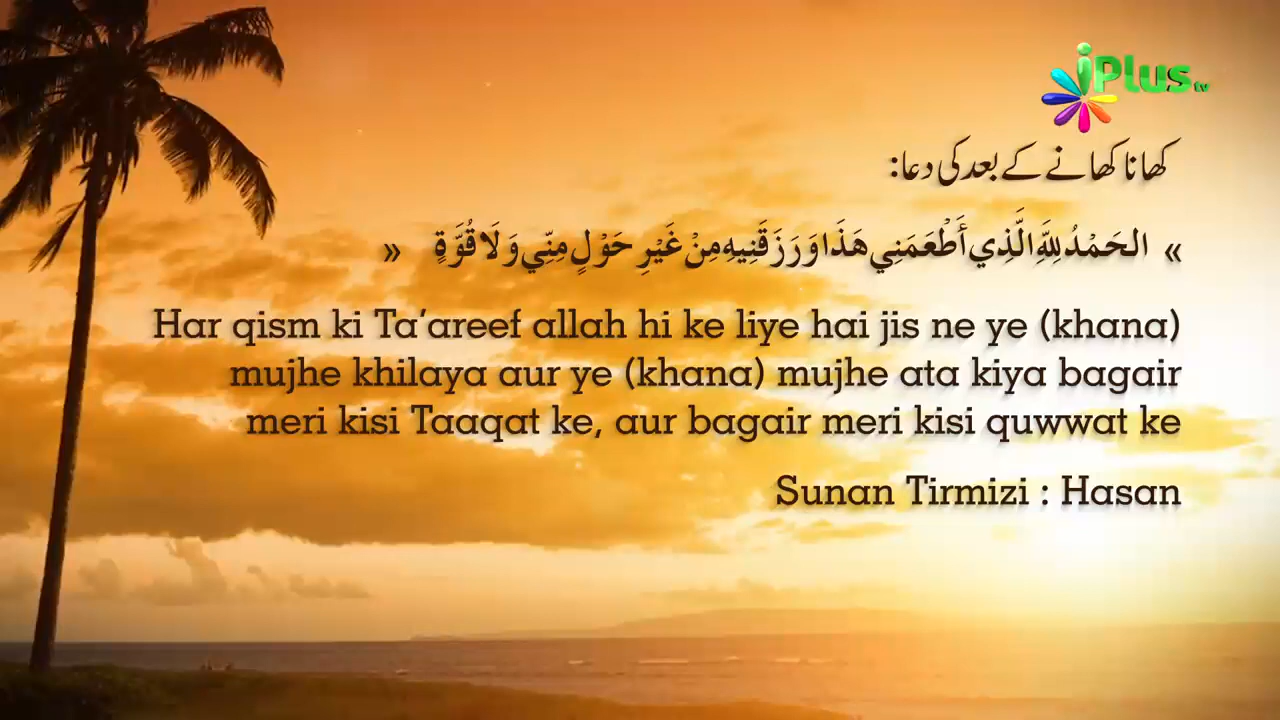 iPlus tv
کھانا کھانے کے بعد کی دعا:
« الحَمْدُ لِلَّهِ الَّذِي أَطْعَمَنِي هَذَا وَرَزَقَنِيهِ مِنْ غَيْرِ حَوْلٍ مِنِّي وَلَا قُوَّةٍ »
Har qism ki Ta’areef allah hi ke liye hai jis ne ye (khana)
mujhe khilaya aur ye (khana) mujhe ata kiya bagair
meri kisi Taaqat ke, aur bagair meri kisi quwwat ke
Sunan Tirmizi : Hasan